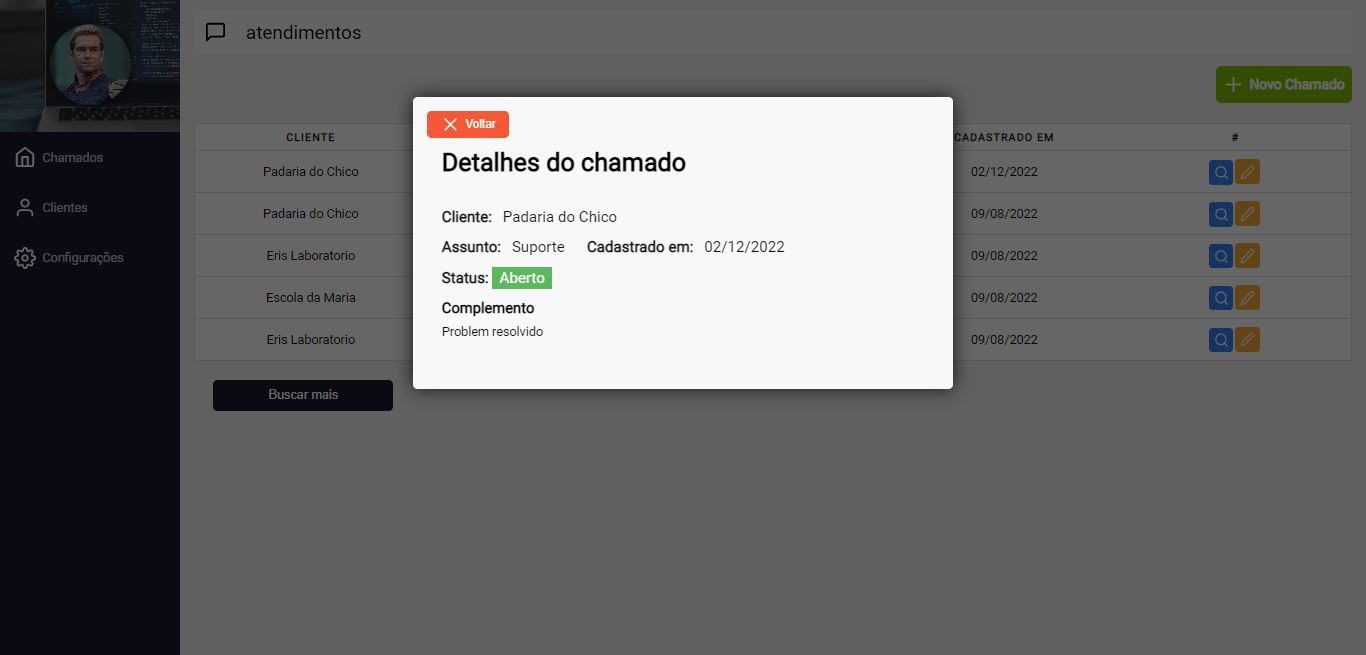 atendimentos
Novo Chamado
Chamados
Clientes
Configurações
CLIENTE CADASTRADO EM #
Padaria do Chico 02/12/2022
Padaria do Chico 09/08/2022
Eris Laboratorio 09/08/2022
Escola da Maria 09/08/2022
Eris Laboratorio 09/08/2022
Buscar mais
Voltar
Detalhes do chamado
Cliente: Padaria do Chico
Assunto: Suporte Cadastrado em: 02/12/2022
Status: Aberto
Complemento
Problem resolvido